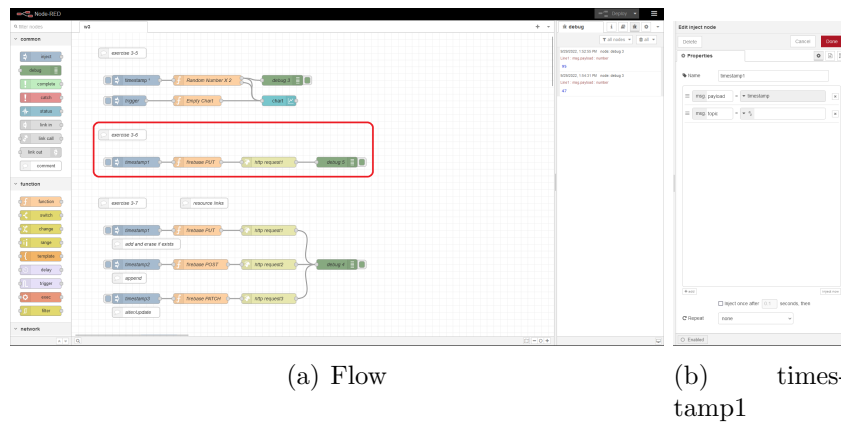 Node-RED
Deploy
filter nodes
w3
debug
all nodes
all
common
inject
debug
complete
catch
status
link in
link call
link out
comment
function
function
switch
change
range
template
delay
trigger
exec
filter
network
exercise 3-5
timestamp
Random Number X 2
debug 3
trigger
Empty Chart
chart
exercise 3-6
timestamp1
firebase PUT
http request1
debug 5
exercise 3-7
resource links
timestamp1
firebase PUT
http request1
add and erase if exists
timestamp2
firebase POST
http request2
debug 4
append
timestamp3
firebase PATCH
http request3
alter/update
Edit inject node
Delete
Cancel
Done
Properties
Name
timestamp1
msg. payload
= timestamp
msg. topic
=
add
Inject once after
0.1
seconds, then
Repeat
none
Enabled
(a) Flow
(b) times-
tamp1